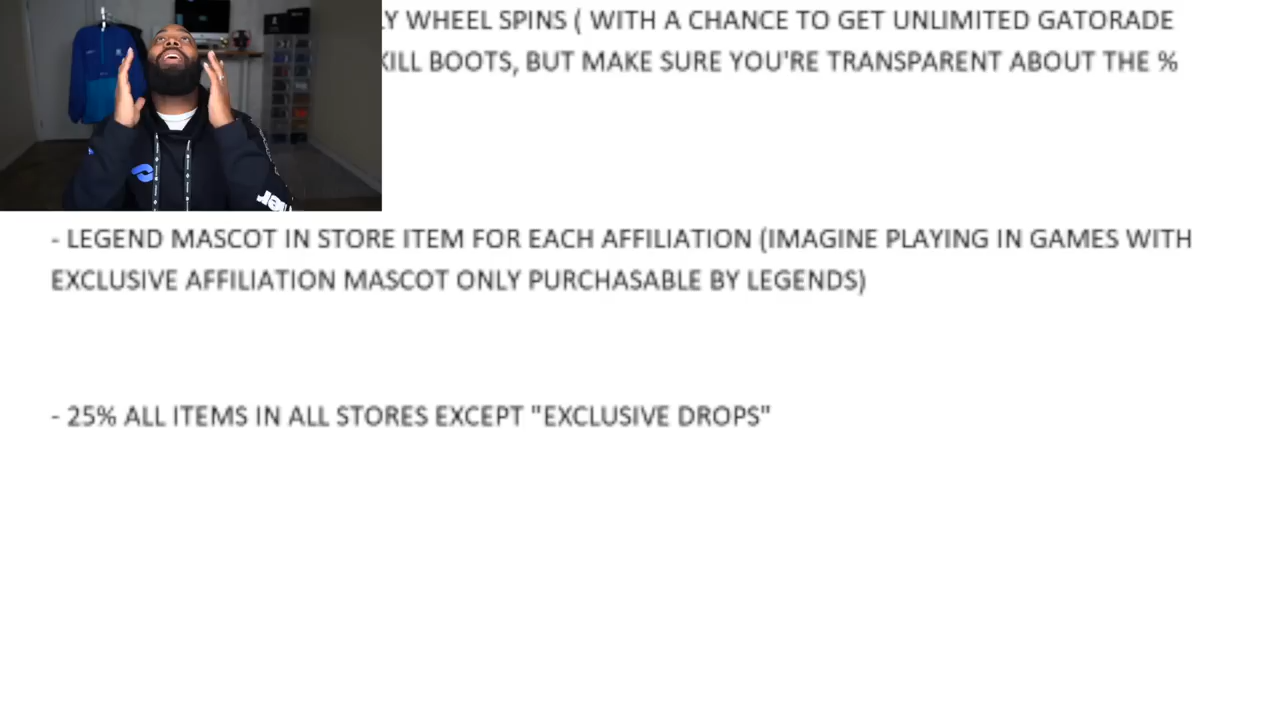 Y WHEEL SPINS ( WITH A CHANCE TO GET UNLIMITED GATORADE
KILL BOOTS, BUT MAKE SURE YOU'RE TRANSPARENT ABOUT THE %
- LEGEND MASCOT IN STORE ITEM FOR EACH AFFILIATION (IMAGINE PLAYING IN GAMES WITH
EXCLUSIVE AFFILIATION MASCOT ONLY PURCHASABLE BY LEGENDS)
- 25% ALL ITEMS IN ALL STORES EXCEPT "EXCLUSIVE DROPS"